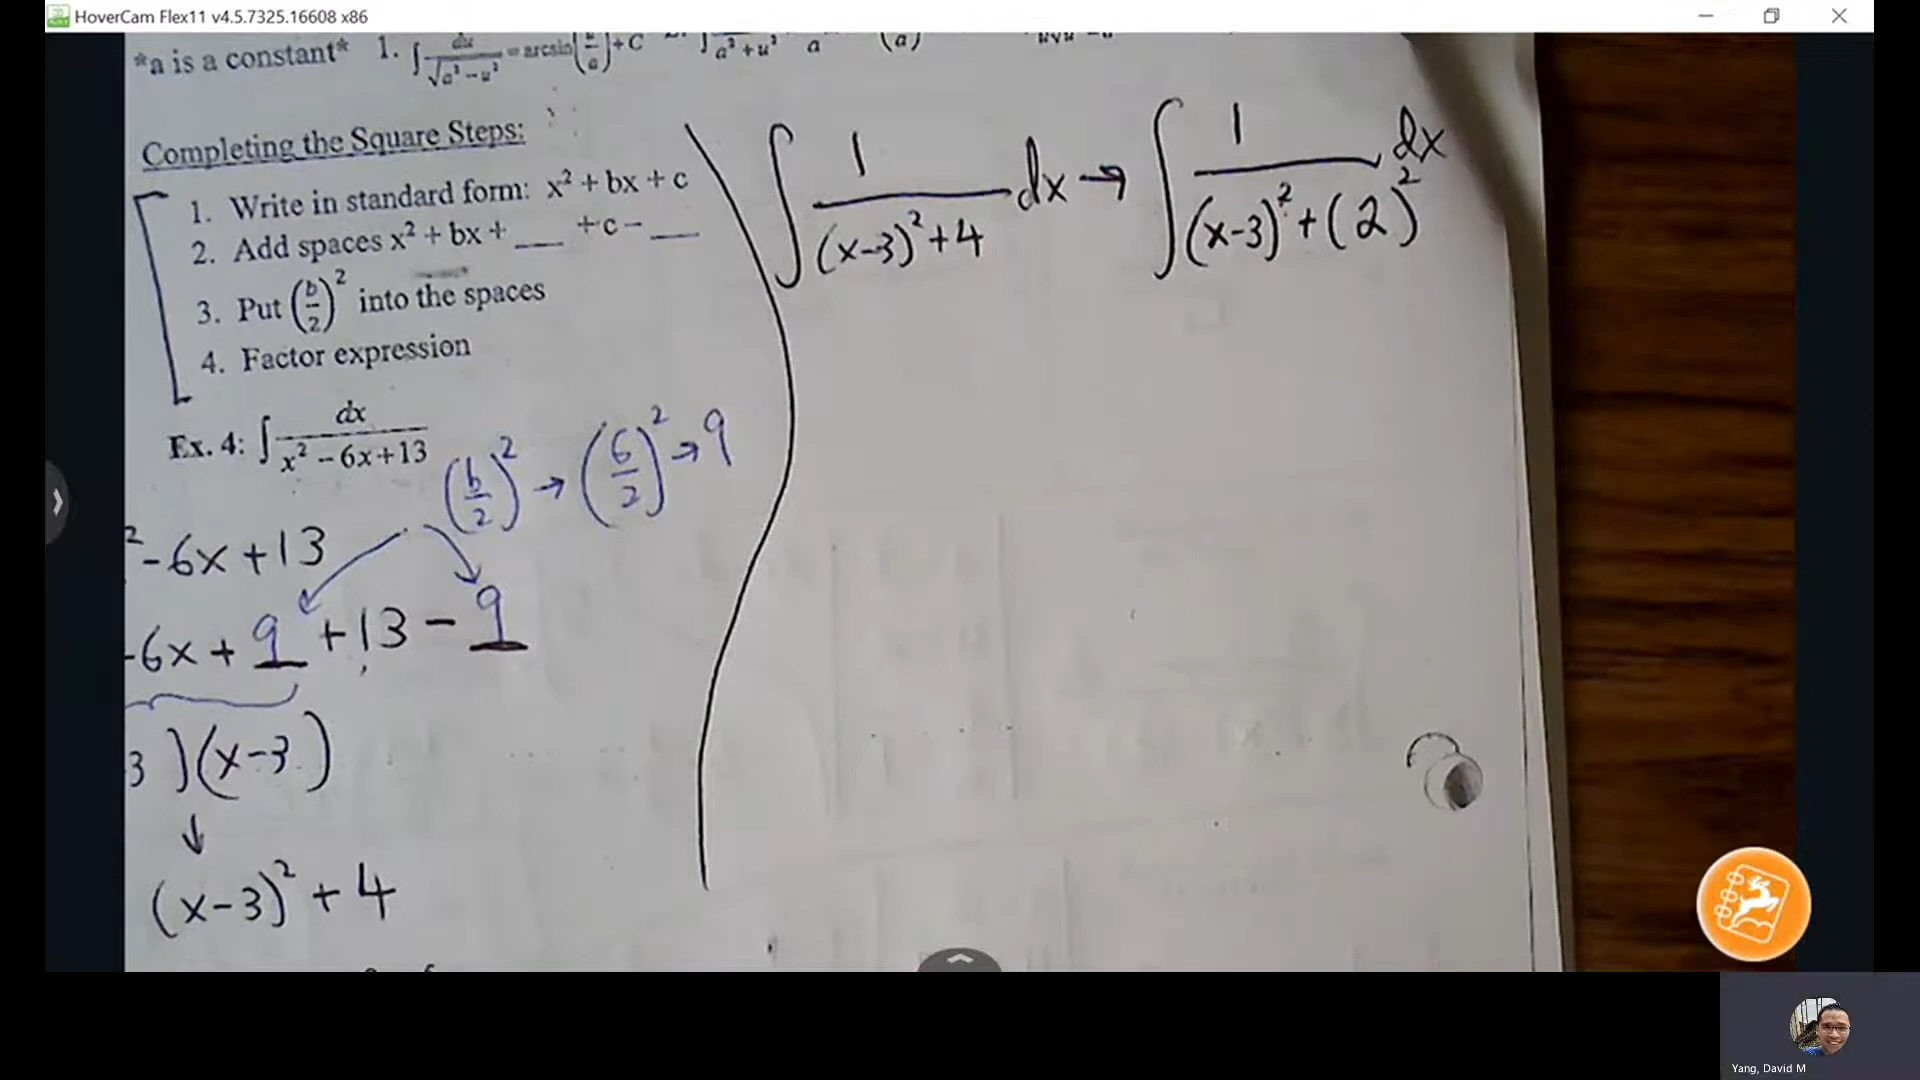 HoverCam Flex11 v4.5.7325.16608 x86
*a is a constant* 1. ∫ du/√(a² - u²) = arcsin(u/a) + C
a² + u² a (a)
Completing the Square Steps:
1. Write in standard form: x² + bx + c
2. Add spaces x² + bx + ___ + c - ___
3. Put (b/2)² into the spaces
4. Factor expression
Ex. 4: ∫ dx/(x² - 6x + 13)
(b/2)² → (6/2)² → 9
² - 6x + 13
-6x + 9 + 13 - 9
3 )(x-3 )
↓
(x-3)² + 4
∫ 1/((x-3)² + 4) dx → ∫ 1/((x-3)² + (2)²) dx
Yang, David M